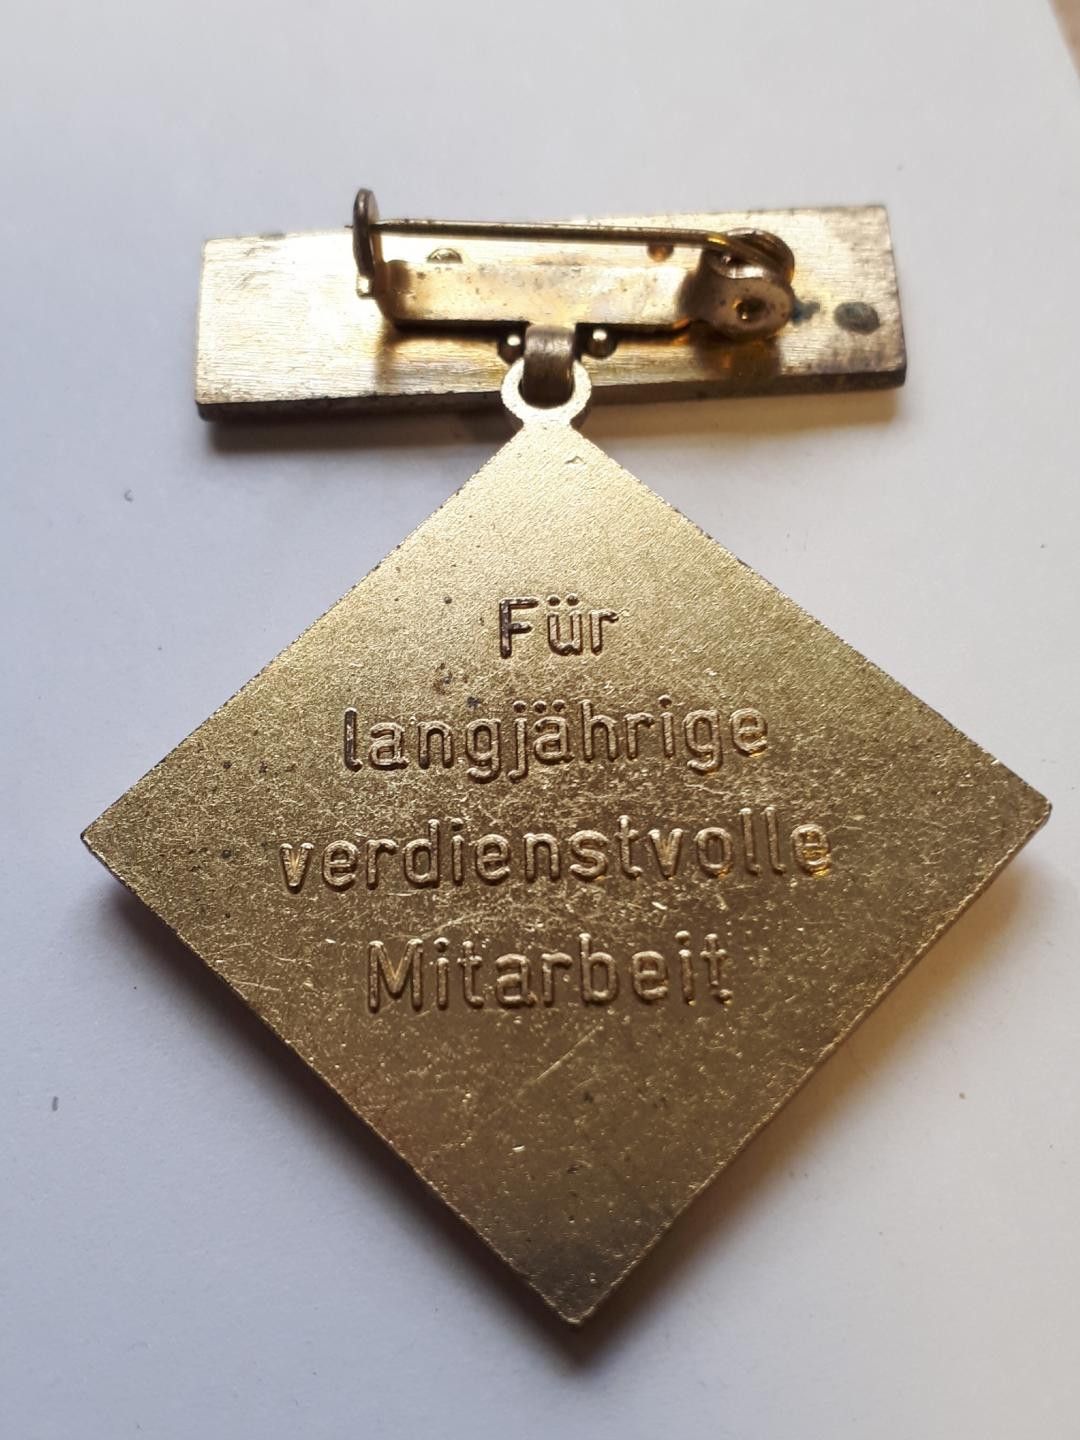 Für
langjährige
verdienstvolle
Mitarbeit